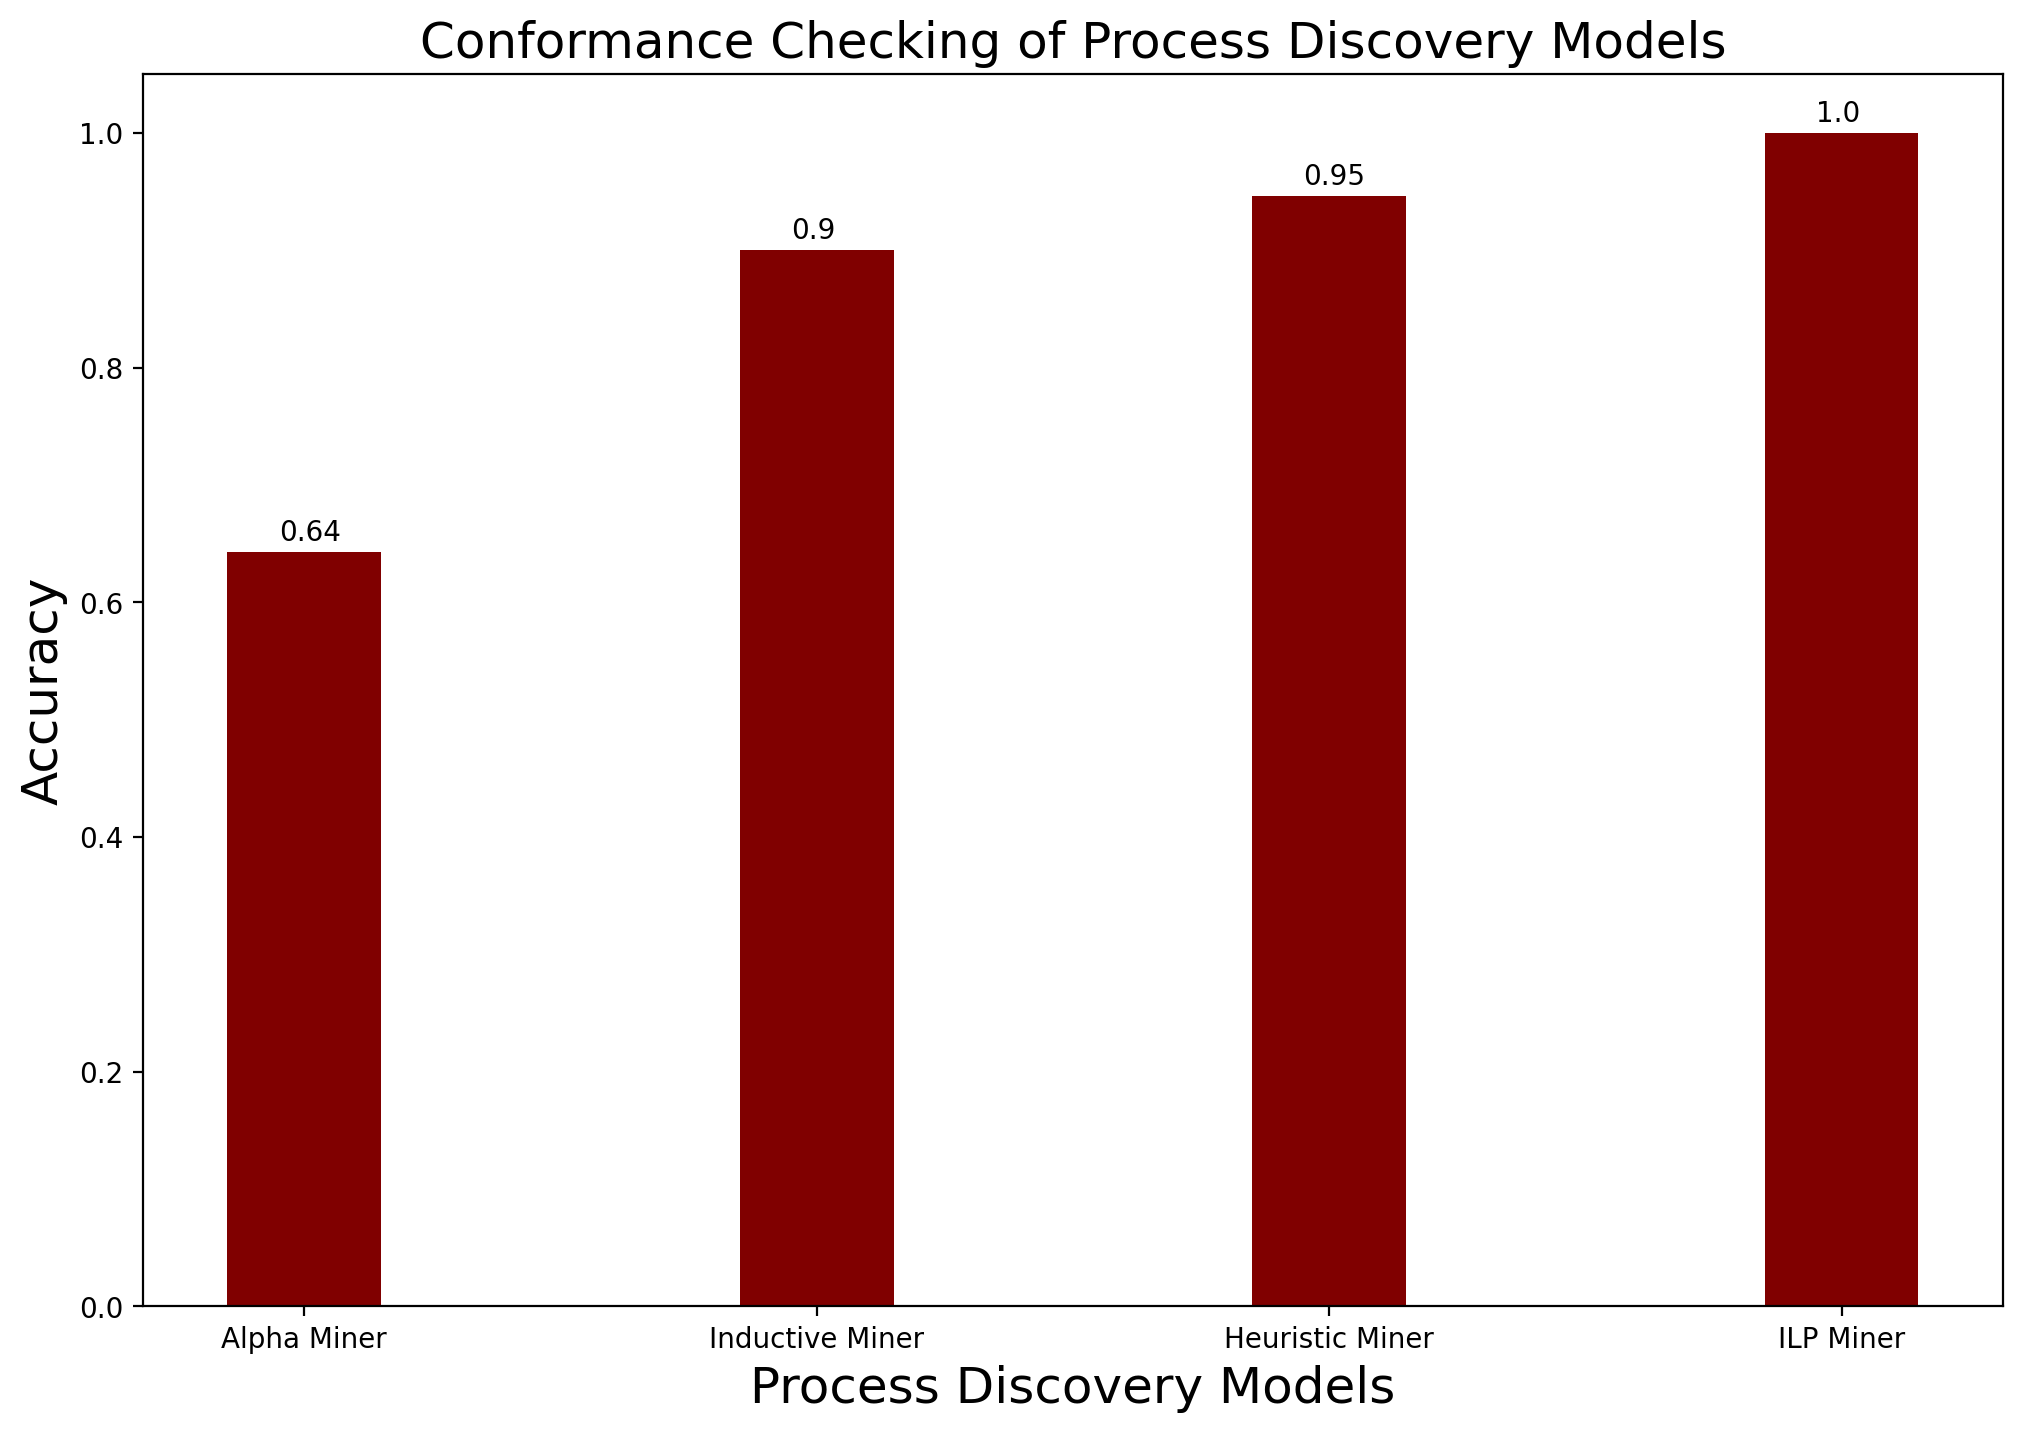 Conformance Checking of Process Discovery Models
1.0
0.95
0.9
0.64
1.0
0.8
0.6
0.4
0.2
0.0
Accuracy
Alpha Miner
Inductive Miner
Heuristic Miner
ILP Miner
Process Discovery Models